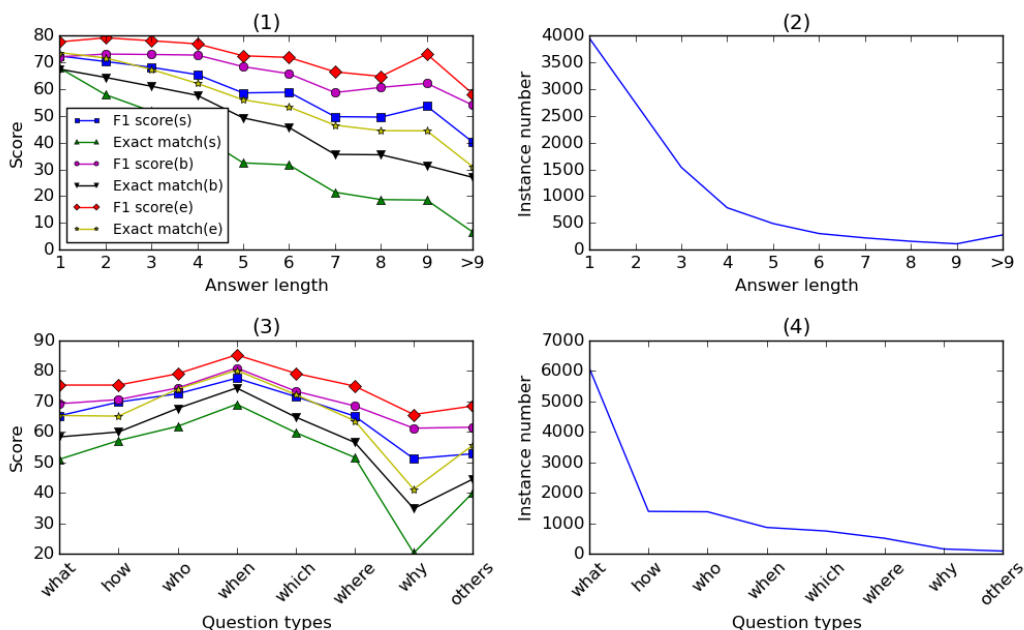 (1)
Score
80
70
60
50
40
30
20
10
0
F1 score(s)
Exact match(s)
F1 score(b)
Exact match(b)
F1 score(e)
Exact match(e)
1 2 3 4 5 6 7 8 9 >9
Answer length
(2)
Instance number
4000
3500
3000
2500
2000
1500
1000
500
0
1 2 3 4 5 6 7 8 9 >9
Answer length
(3)
Score
90
80
70
60
50
40
30
20
what how who when which where why others
Question types
(4)
Instance number
7000
6000
5000
4000
3000
2000
1000
0
what how who when which where why others
Question types